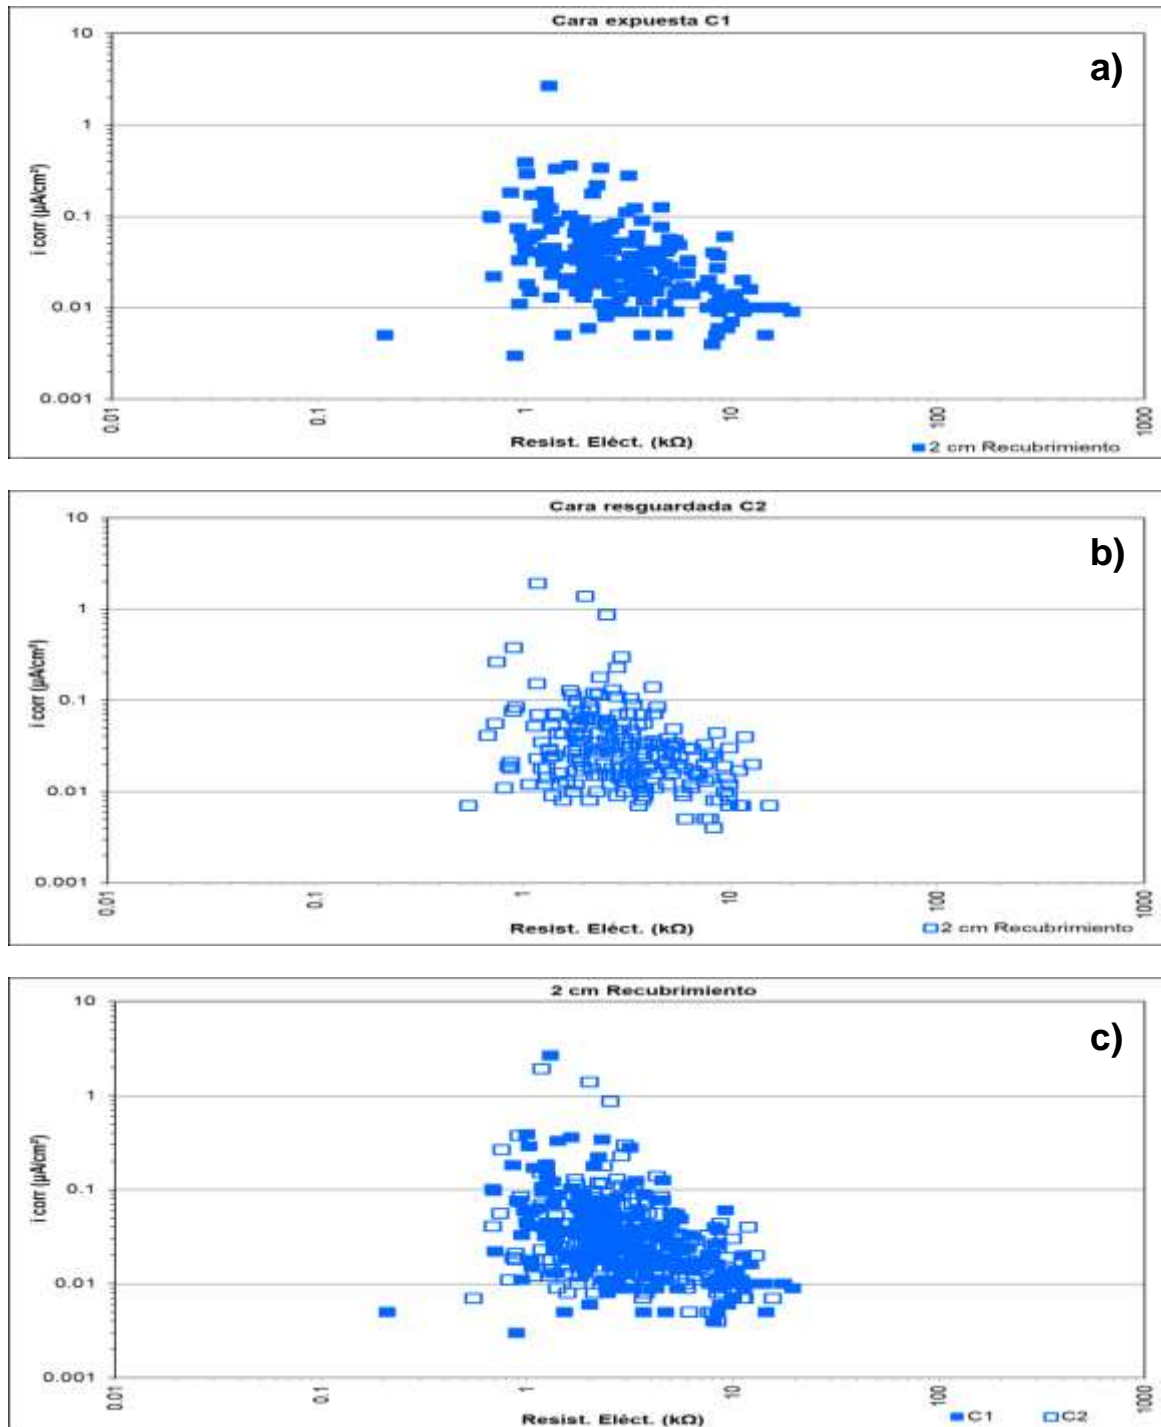 Cara expuesta C1
a)
10
1
0.1
0.01
0.001
i corr (µA/cm²)
0.01 0.1 1 10 100 1000
Resist. Eléct. (kΩ)
2 cm Recubrimiento
Cara resguardada C2
b)
10
1
0.1
0.01
0.001
i corr (µA/cm²)
0.01 0.1 1 10 100 1000
Resist. Eléct. (kΩ)
2 cm Recubrimiento
2 cm Recubrimiento
c)
10
1
0.1
0.01
0.001
i corr (µA/cm²)
0.01 0.1 1 10 100 1000
Resist. Eléct. (kΩ)
C1 C2